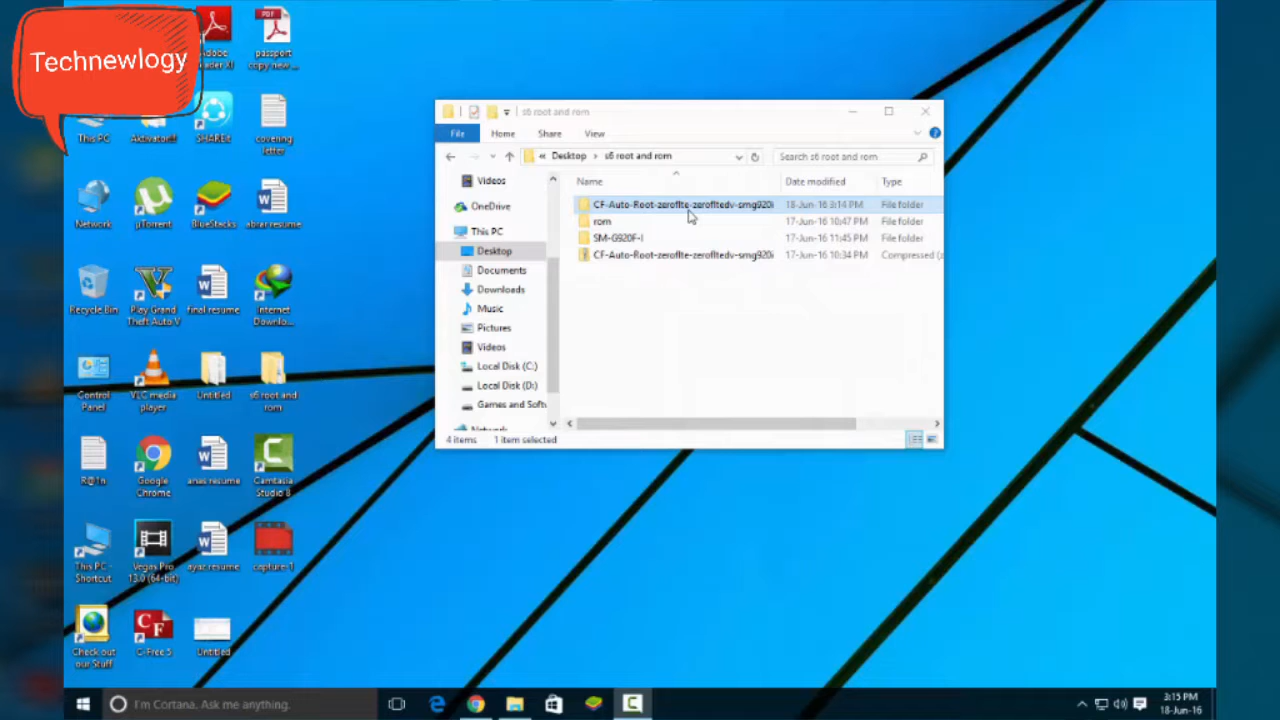 Technewlogy
s6 root and rom
File Home Share View
Desktop › s6 root and rom
Search s6 root and rom
Name Date modified Type
CF-Auto-Root-zeroflte-zerofltedv-smg920i 18-Jun-16 3:14 PM File folder
rom 17-Jun-16 10:47 PM File folder
SM-G920F-I 17-Jun-16 11:45 PM File folder
CF-Auto-Root-zeroflte-zerofltedv-smg920i 17-Jun-16 10:34 PM Compressed (z
Videos
OneDrive
This PC
Desktop
Documents
Downloads
Music
Pictures
Videos
Local Disk (C:)
Local Disk (D:)
Games and Softw
4 items 1 item selected
PDF
passport copy new ...
This PC
SHAREit
covering letter
Network
µTorrent
BlueStacks
abrar resume
Recycle Bin
Play Grand Theft Auto V
final resume
Internet Downlo...
Control Panel
VLC media player
Untitled
s6 root and rom
R@1n
Google Chrome
anas resume
Camtasia Studio 8
This PC - Shortcut
Vegas Pro 13.0 (64-bit)
ayaz resume
capture-1
Check out our Stuff
C-Free 5
Untitled
I'm Cortana. Ask me anything.
3:15 PM
18-Jun-16